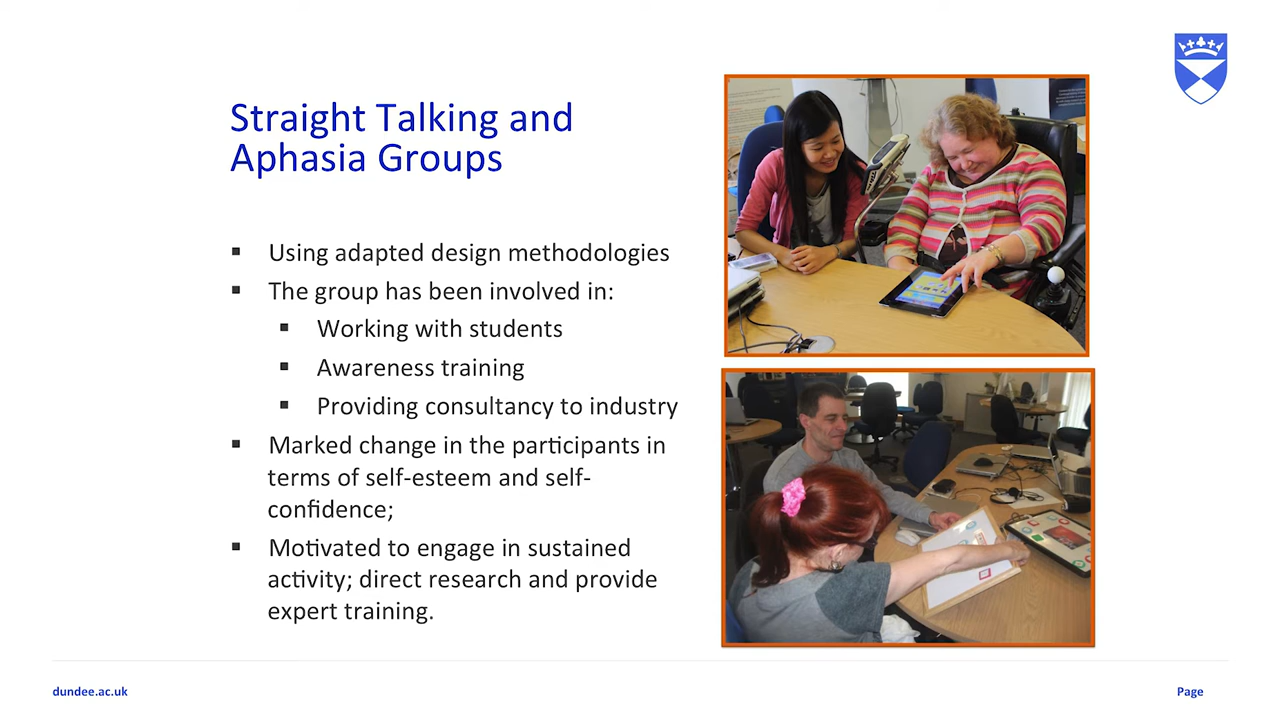 Straight Talking and
Aphasia Groups
▪ Using adapted design methodologies
▪ The group has been involved in:
▪ Working with students
▪ Awareness training
▪ Providing consultancy to industry
▪ Marked change in the participants in
terms of self-esteem and self-
confidence;
▪ Motivated to engage in sustained
activity; direct research and provide
expert training.
dundee.ac.uk
Page